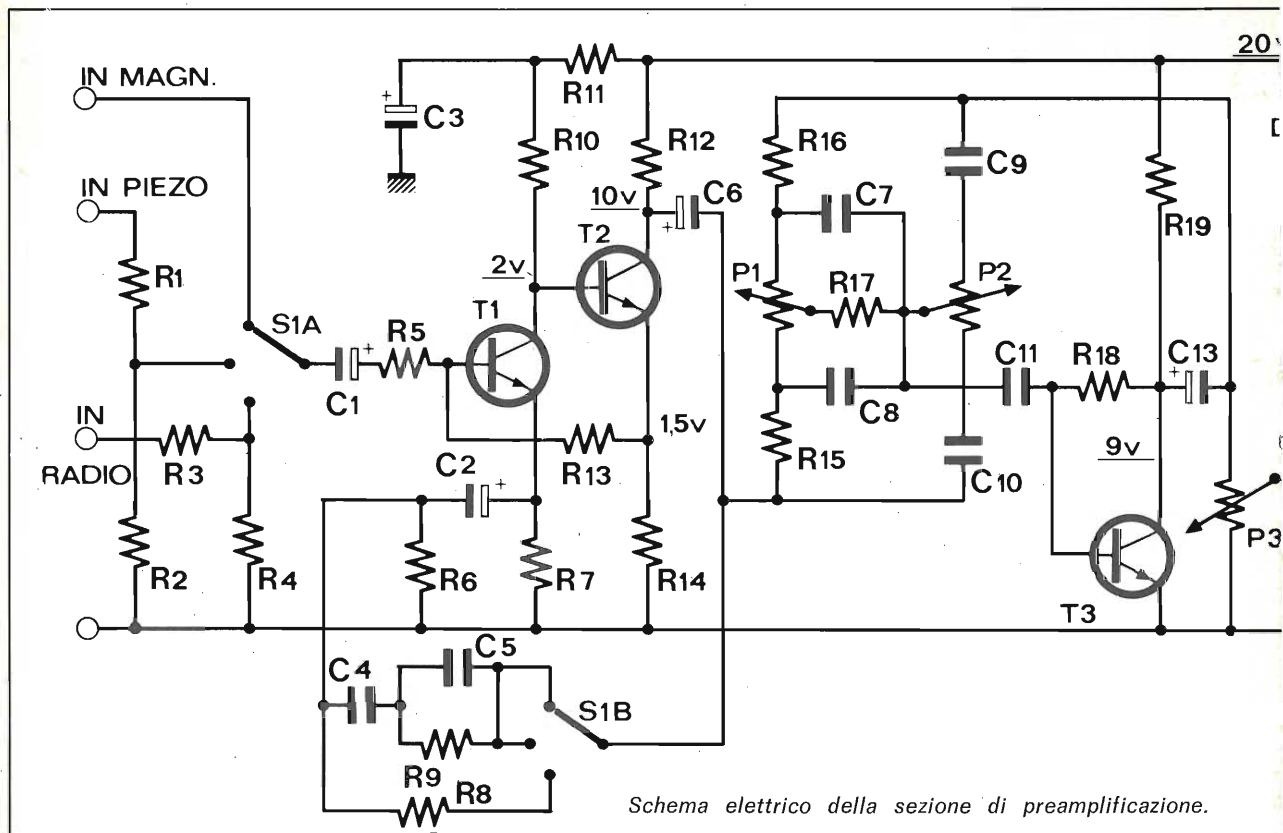 20
IN MAGN.
C3
R11
R10
R12
R16
C9
R19
IN PIEZO
10v
C6
C7
T2
R1
2v
P1
R17
P2
S1A
R5
T1
C11
R18
C13
C1
C8
IN
RADIO
R3
1,5v
R13
R15
9v
C2
C10
P3
R2
R4
R6
R7
R14
T3
C4
C5
S1B
R9
R8
Schema elettrico della sezione di preamplificazione.